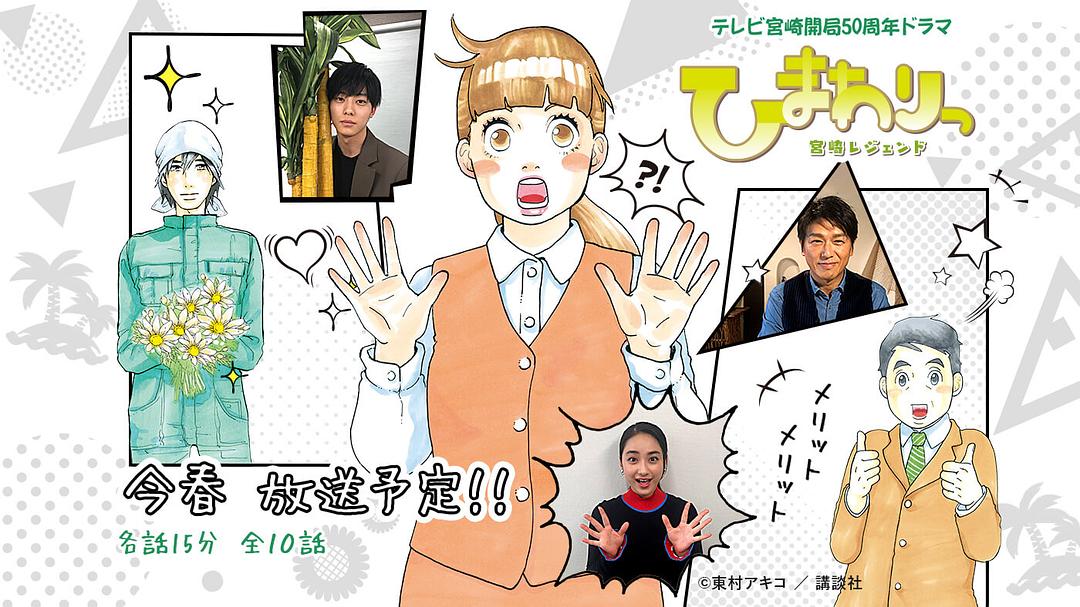 テレビ宮崎開局50周年ドラマ
ひまわりっ
宮崎レジェンド
?!
メリット
メリット
今春 放送予定!!
各話15分 全10話
©東村アキコ / 講談社